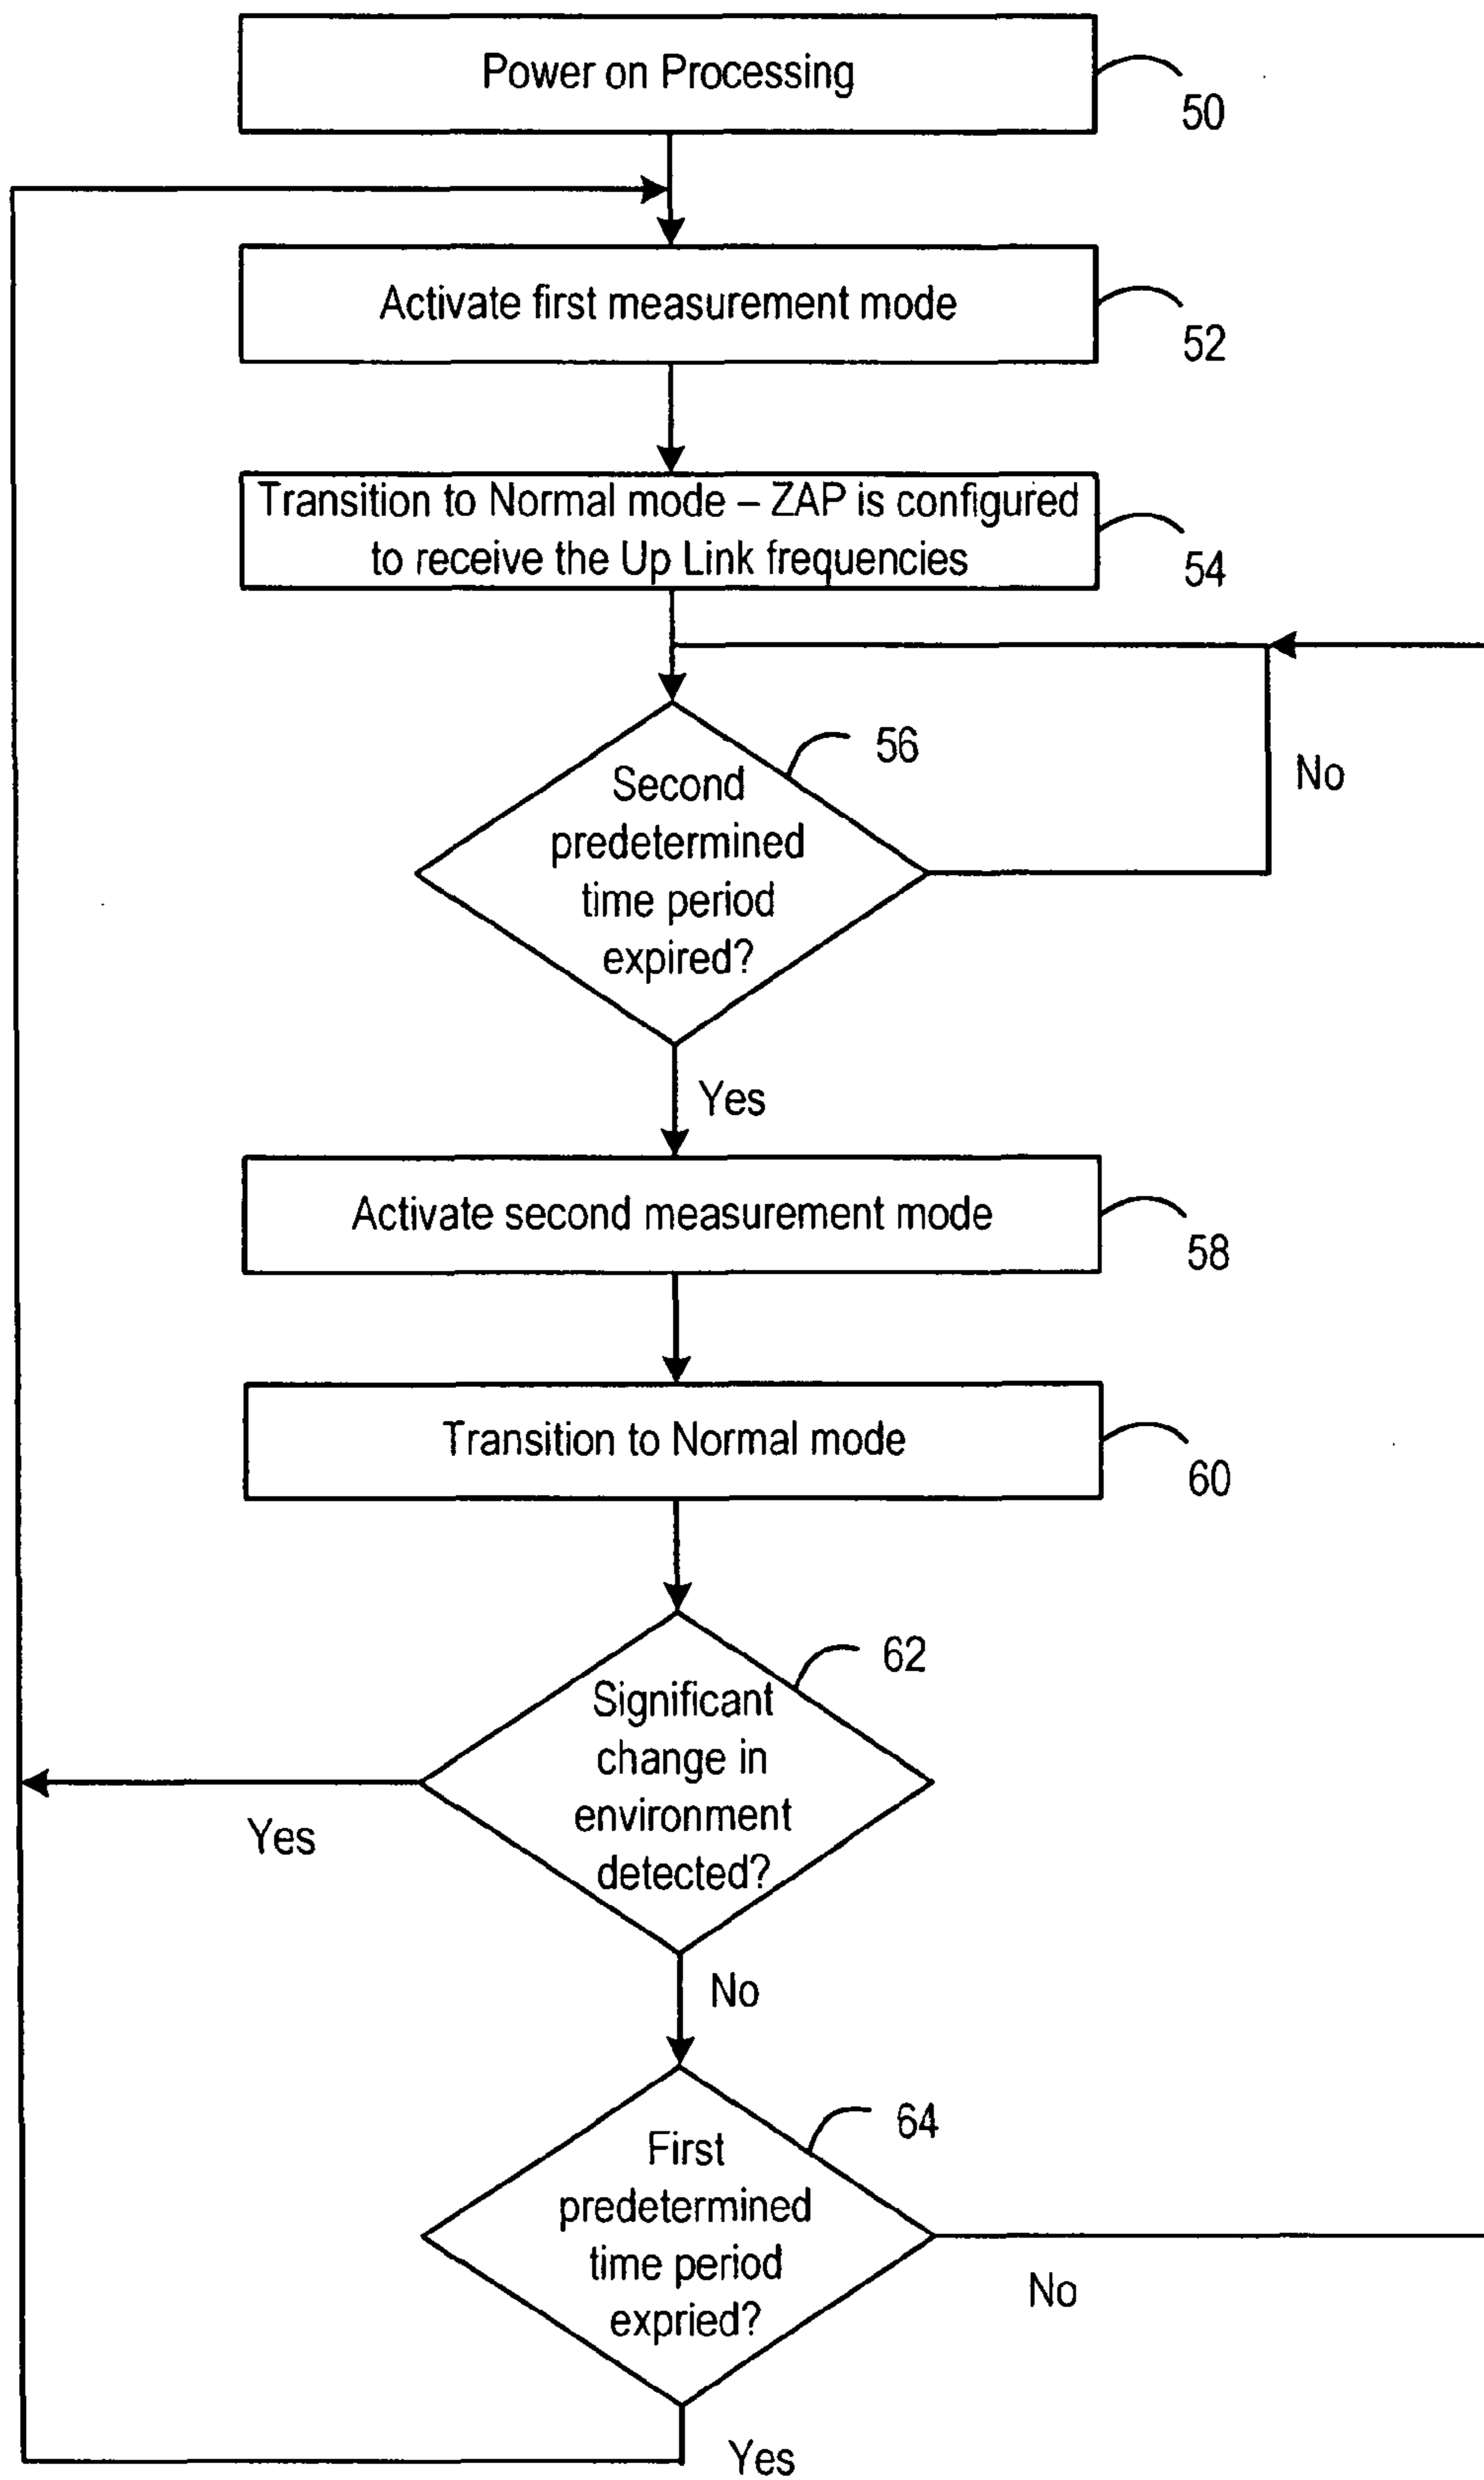 Power on Processing
50
Activate first measurement mode
52
Transition to Normal mode – ZAP is configured
to receive the Up Link frequencies
54
56
Second
predetermined
time period
expired?
No
Yes
Activate second measurement mode
58
Transition to Normal mode
60
62
Significant
change in
environment
detected?
Yes
No
64
First
predetermined
time period
expried?
No
Yes